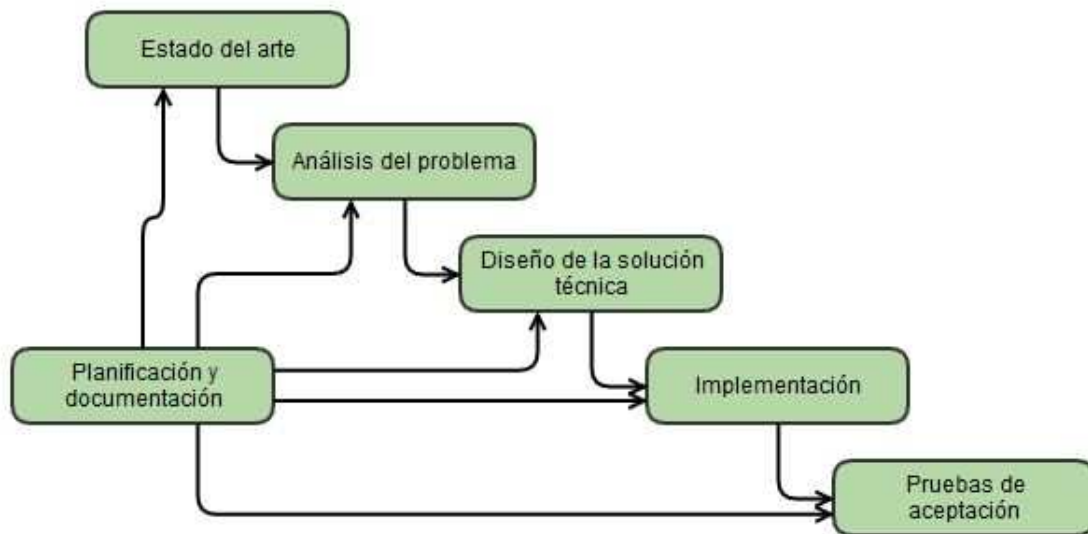 Estado del arte
Análisis del problema
Diseño de la solución
técnica
Planificación y
documentación
Implementación
Pruebas de
aceptación